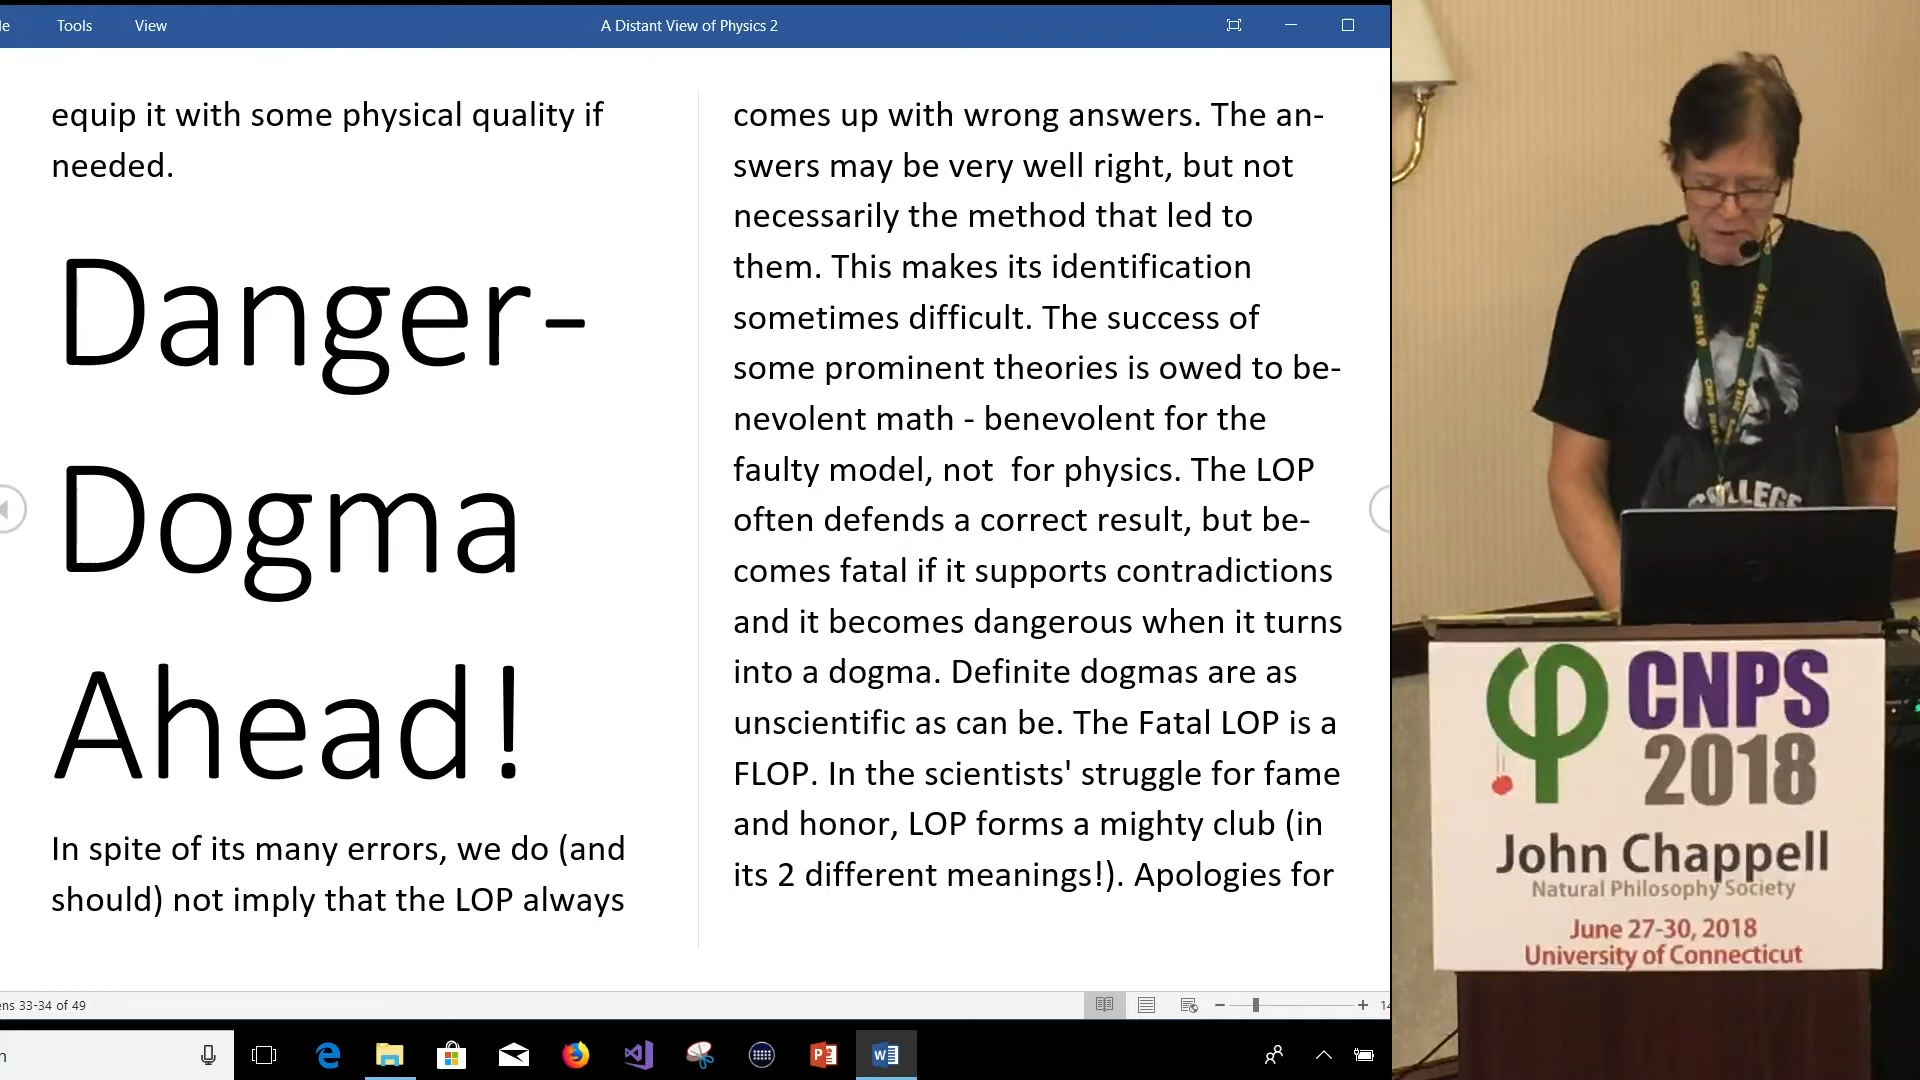 Tools View A Distant View of Physics 2
equip it with some physical quality if
needed.
Danger-
Dogma
Ahead!
In spite of its many errors, we do (and
should) not imply that the LOP always
comes up with wrong answers. The an-
swers may be very well right, but not
necessarily the method that led to
them. This makes its identification
sometimes difficult. The success of
some prominent theories is owed to be-
nevolent math - benevolent for the
faulty model, not  for physics. The LOP
often defends a correct result, but be-
comes fatal if it supports contradictions
and it becomes dangerous when it turns
into a dogma. Definite dogmas are as
unscientific as can be. The Fatal LOP is a
FLOP. In the scientists' struggle for fame
and honor, LOP forms a mighty club (in
its 2 different meanings!). Apologies for
33-34 of 49
CNPS 2018
CNPS 2018
COLLEGE
CNPS
2018
John Chappell
Natural Philosophy Society
June 27-30, 2018
University of Connecticut